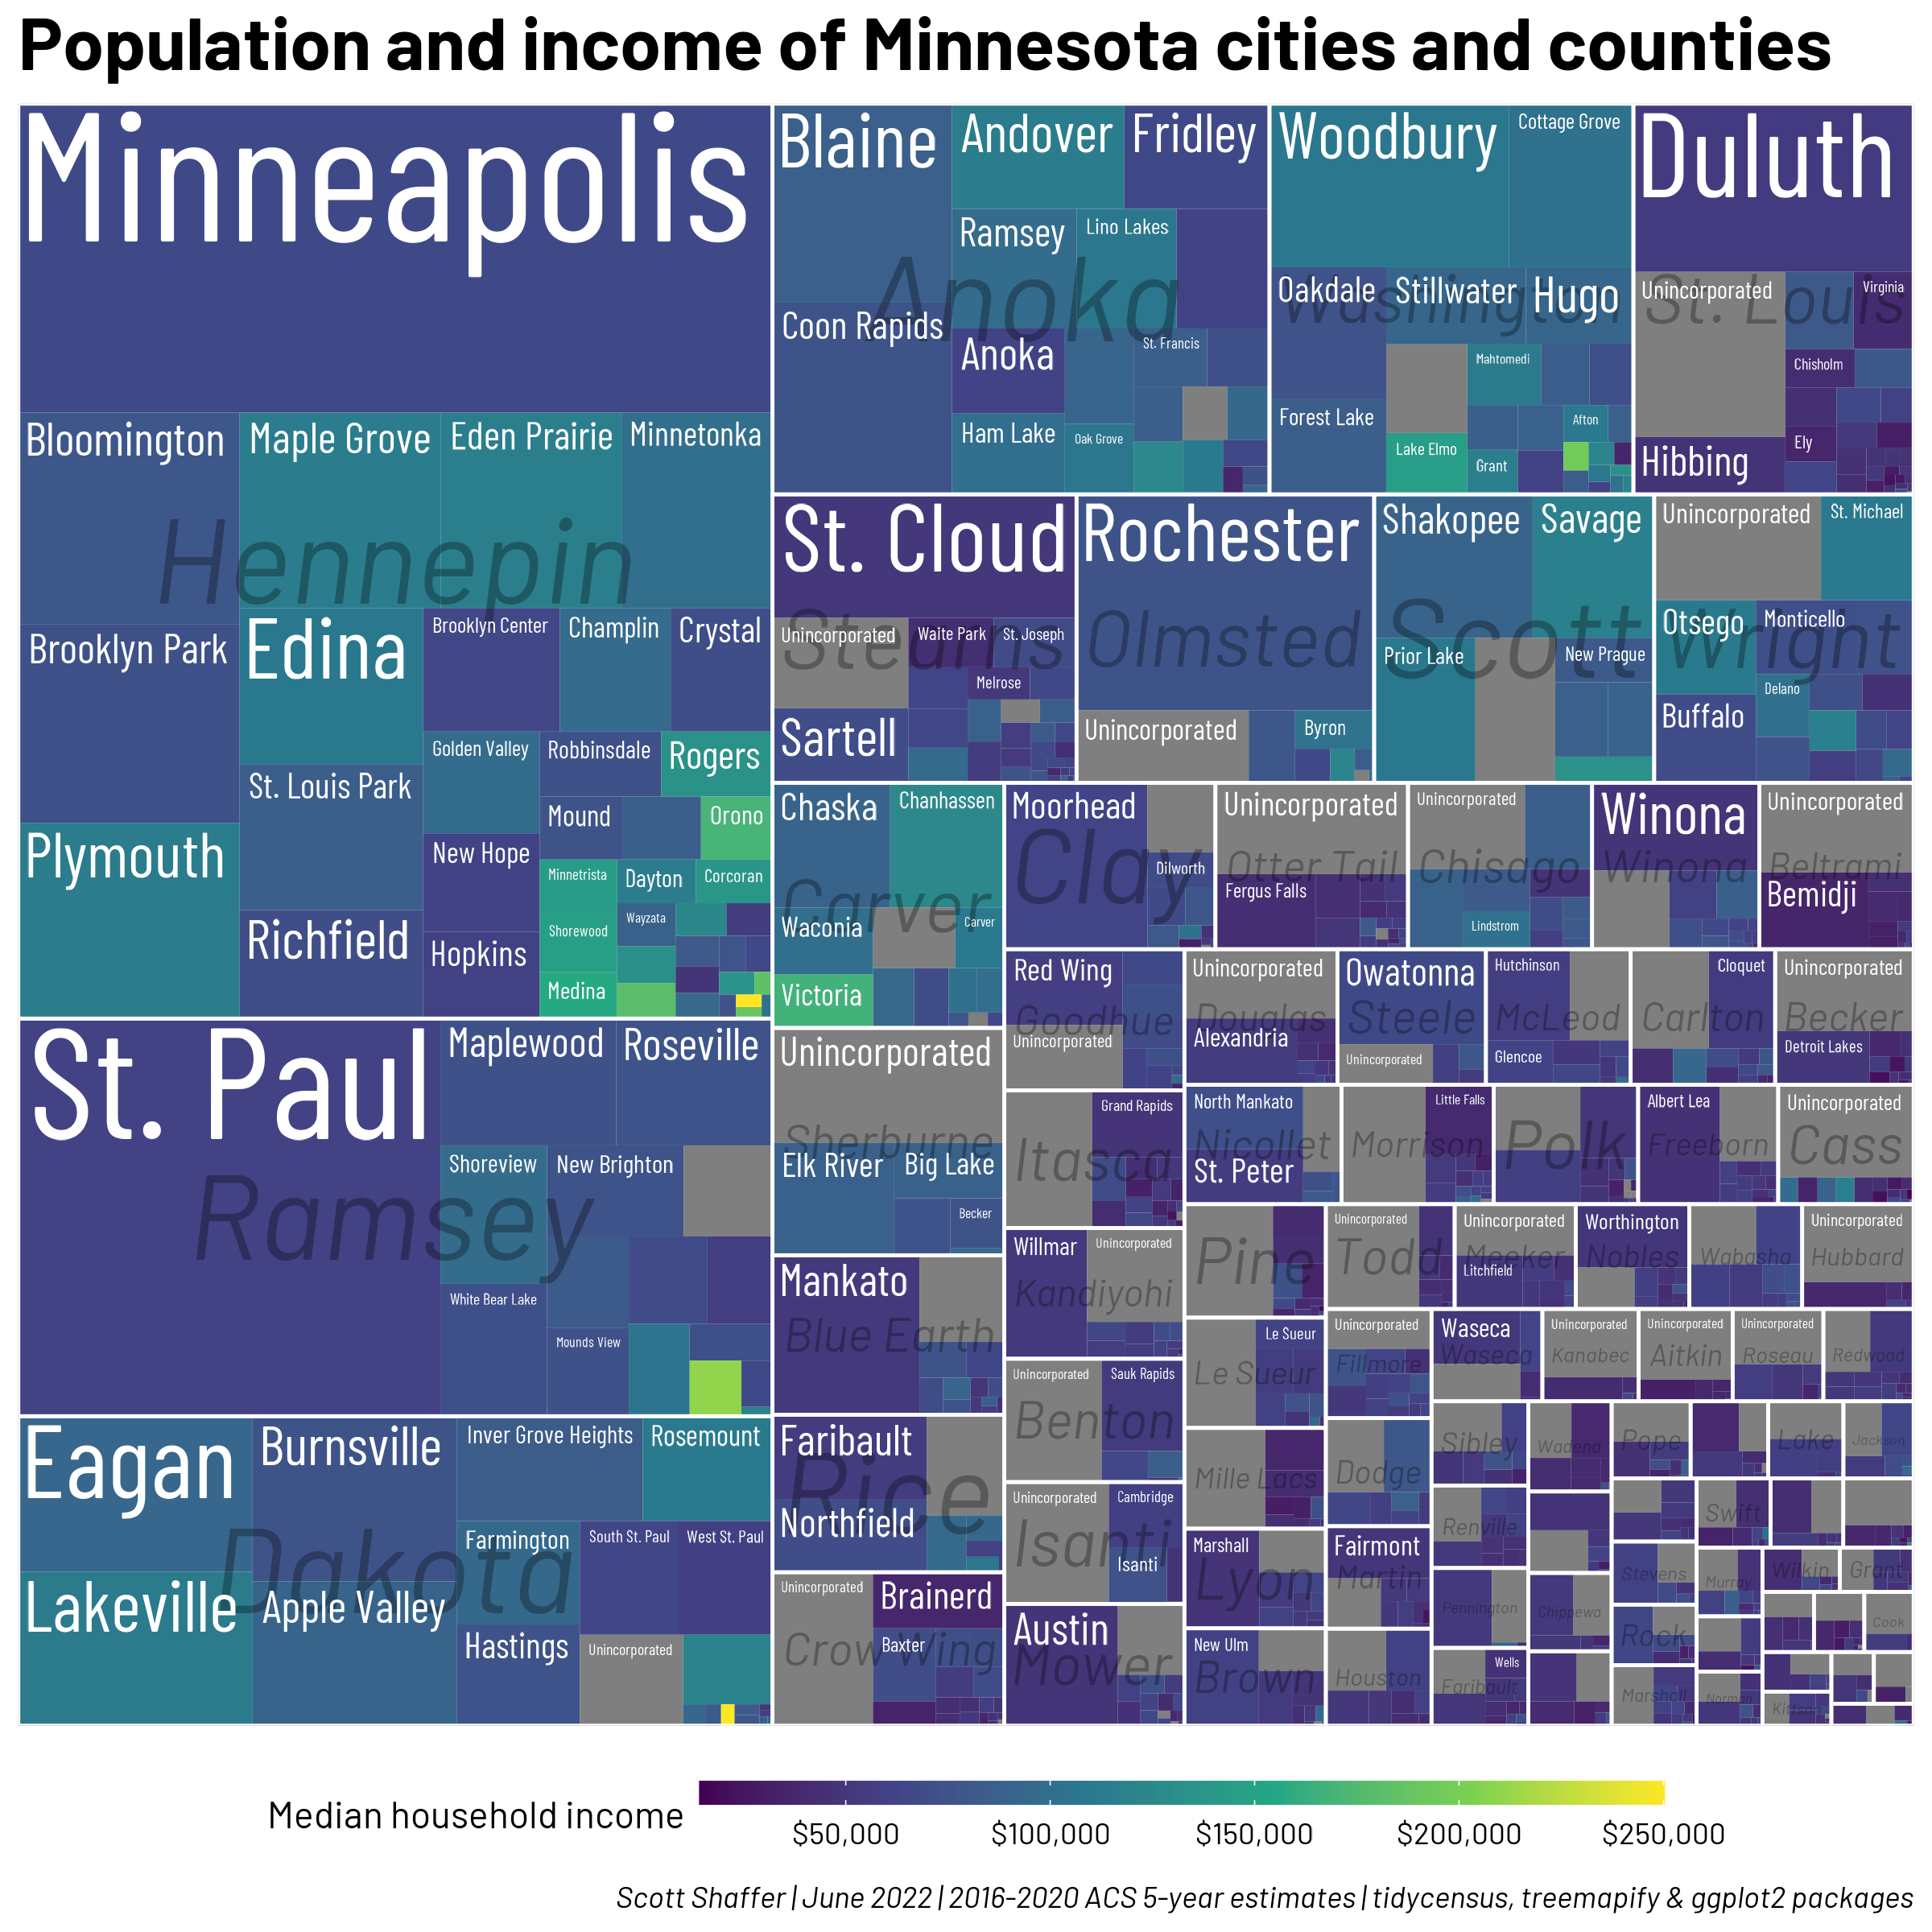 Population and income of Minnesota cities and counties
Minneapolis
Bloomington
Maple Grove
Eden Prairie
Minnetonka
Hennepin
Brooklyn Park
Edina
Brooklyn Center
Champlin
Crystal
Golden Valley
Robbinsdale
Rogers
St. Louis Park
Mound
Orono
Plymouth
New Hope
Minnetrista
Dayton
Corcoran
Wayzata
Shorewood
Richfield
Hopkins
Medina
St. Paul
Maplewood
Roseville
Ramsey
Shoreview
New Brighton
White Bear Lake
Mounds View
Eagan
Burnsville
Inver Grove Heights
Rosemount
Dakota
Farmington
South St. Paul
West St. Paul
Lakeville
Apple Valley
Hastings
Unincorporated
Blaine
Andover
Fridley
Ramsey
Lino Lakes
Anoka
Coon Rapids
Anoka
St. Francis
Ham Lake
Oak Grove
Woodbury
Cottage Grove
Oakdale
Stillwater
Hugo
Washington
Mahtomedi
Forest Lake
Afton
Lake Elmo
Grant
Duluth
Unincorporated
Virginia
St. Louis
Chisholm
Ely
Hibbing
St. Cloud
Stearns
Unincorporated
Waite Park
St. Joseph
Melrose
Sartell
Rochester
Olmsted
Unincorporated
Byron
Shakopee
Savage
Scott
Prior Lake
New Prague
Unincorporated
St. Michael
Otsego
Monticello
Wright
Delano
Buffalo
Chaska
Chanhassen
Carver
Waconia
Carver
Victoria
Moorhead
Clay
Dilworth
Unincorporated
Otter Tail
Fergus Falls
Unincorporated
Chisago
Lindstrom
Winona
Winona
Unincorporated
Beltrami
Bemidji
Red Wing
Goodhue
Unincorporated
Unincorporated
Douglas
Alexandria
Owatonna
Steele
Unincorporated
Hutchinson
McLeod
Glencoe
Cloquet
Carlton
Unincorporated
Becker
Detroit Lakes
Unincorporated
Sherburne
Elk River
Big Lake
Becker
Grand Rapids
Itasca
North Mankato
Nicollet
St. Peter
Little Falls
Morrison
Polk
Albert Lea
Freeborn
Unincorporated
Cass
Mankato
Blue Earth
Willmar
Unincorporated
Kandiyohi
Pine
Unincorporated
Todd
Unincorporated
Meeker
Litchfield
Worthington
Nobles
Wabasha
Unincorporated
Hubbard
Le Sueur
Le Sueur
Unincorporated
Fillmore
Waseca
Waseca
Unincorporated
Kanabec
Unincorporated
Aitkin
Unincorporated
Roseau
Redwood
Unincorporated
Sauk Rapids
Benton
Faribault
Rice
Northfield
Mille Lacs
Dodge
Sibley
Wadena
Pope
Lake
Jackson
Unincorporated
Cambridge
Isanti
Isanti
Renville
Swift
Marshall
Lyon
Fairmont
Martin
Pennington
Chippewa
Stevens
Murray
Wilkin
Grant
Unincorporated
Brainerd
Crow Wing
Baxter
Austin
Mower
New Ulm
Brown
Houston
Wells
Faribault
Rock
Cook
Marshall
Norman
Kittson
Median household income
$50,000
$100,000
$150,000
$200,000
$250,000
Scott Shaffer | June 2022 | 2016-2020 ACS 5-year estimates | tidycensus, treemapify & ggplot2 packages